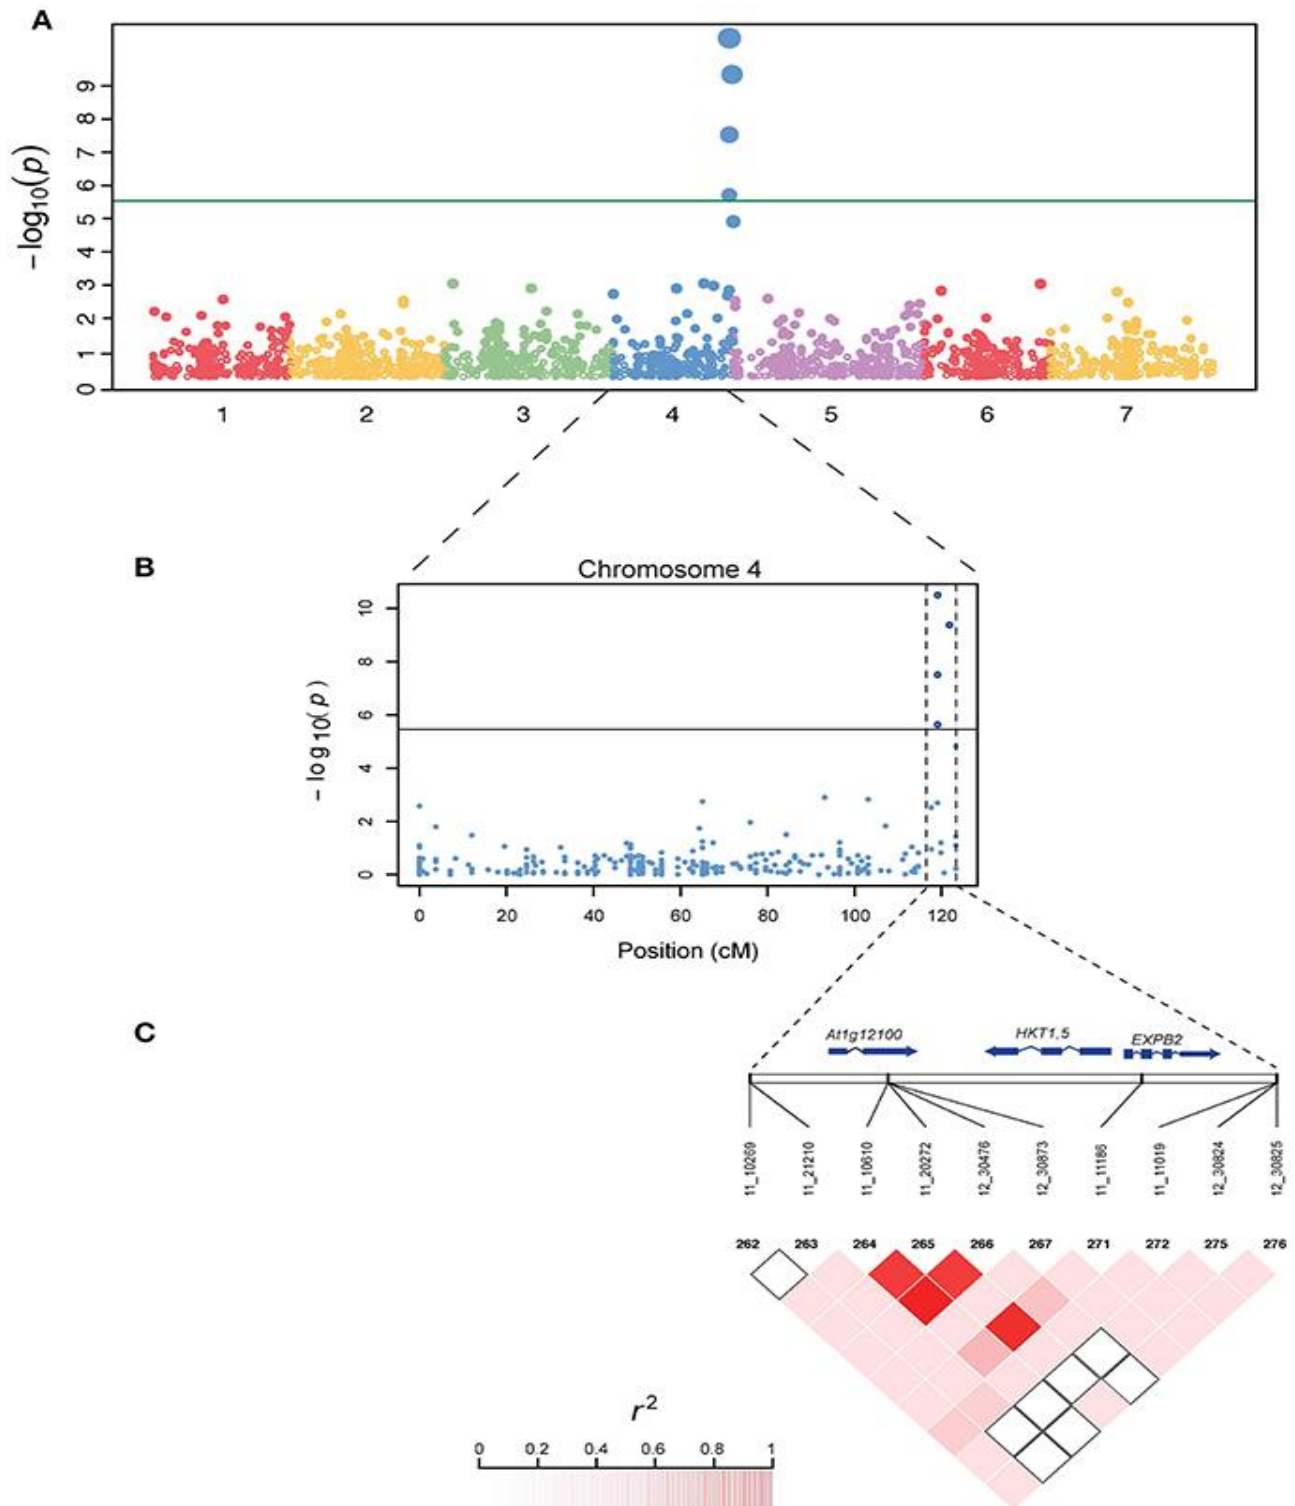 A
−log10(p)
9
8
7
6
5
4
3
2
1
0
1 2 3 4 5 6 7
B
Chromosome 4
− log10(p)
10
8
6
4
2
0
0 20 40 60 80 100 120
Position (cM)
C
At1g12100 HKT1,5 EXPB2
11_10269 11_21210 11_10610 11_20272 12_30476 12_30873 11_11186 11_11019 12_30824 12_30825
262 263 264 265 266 267 271 272 275 276
r2
0 0.2 0.4 0.6 0.8 1